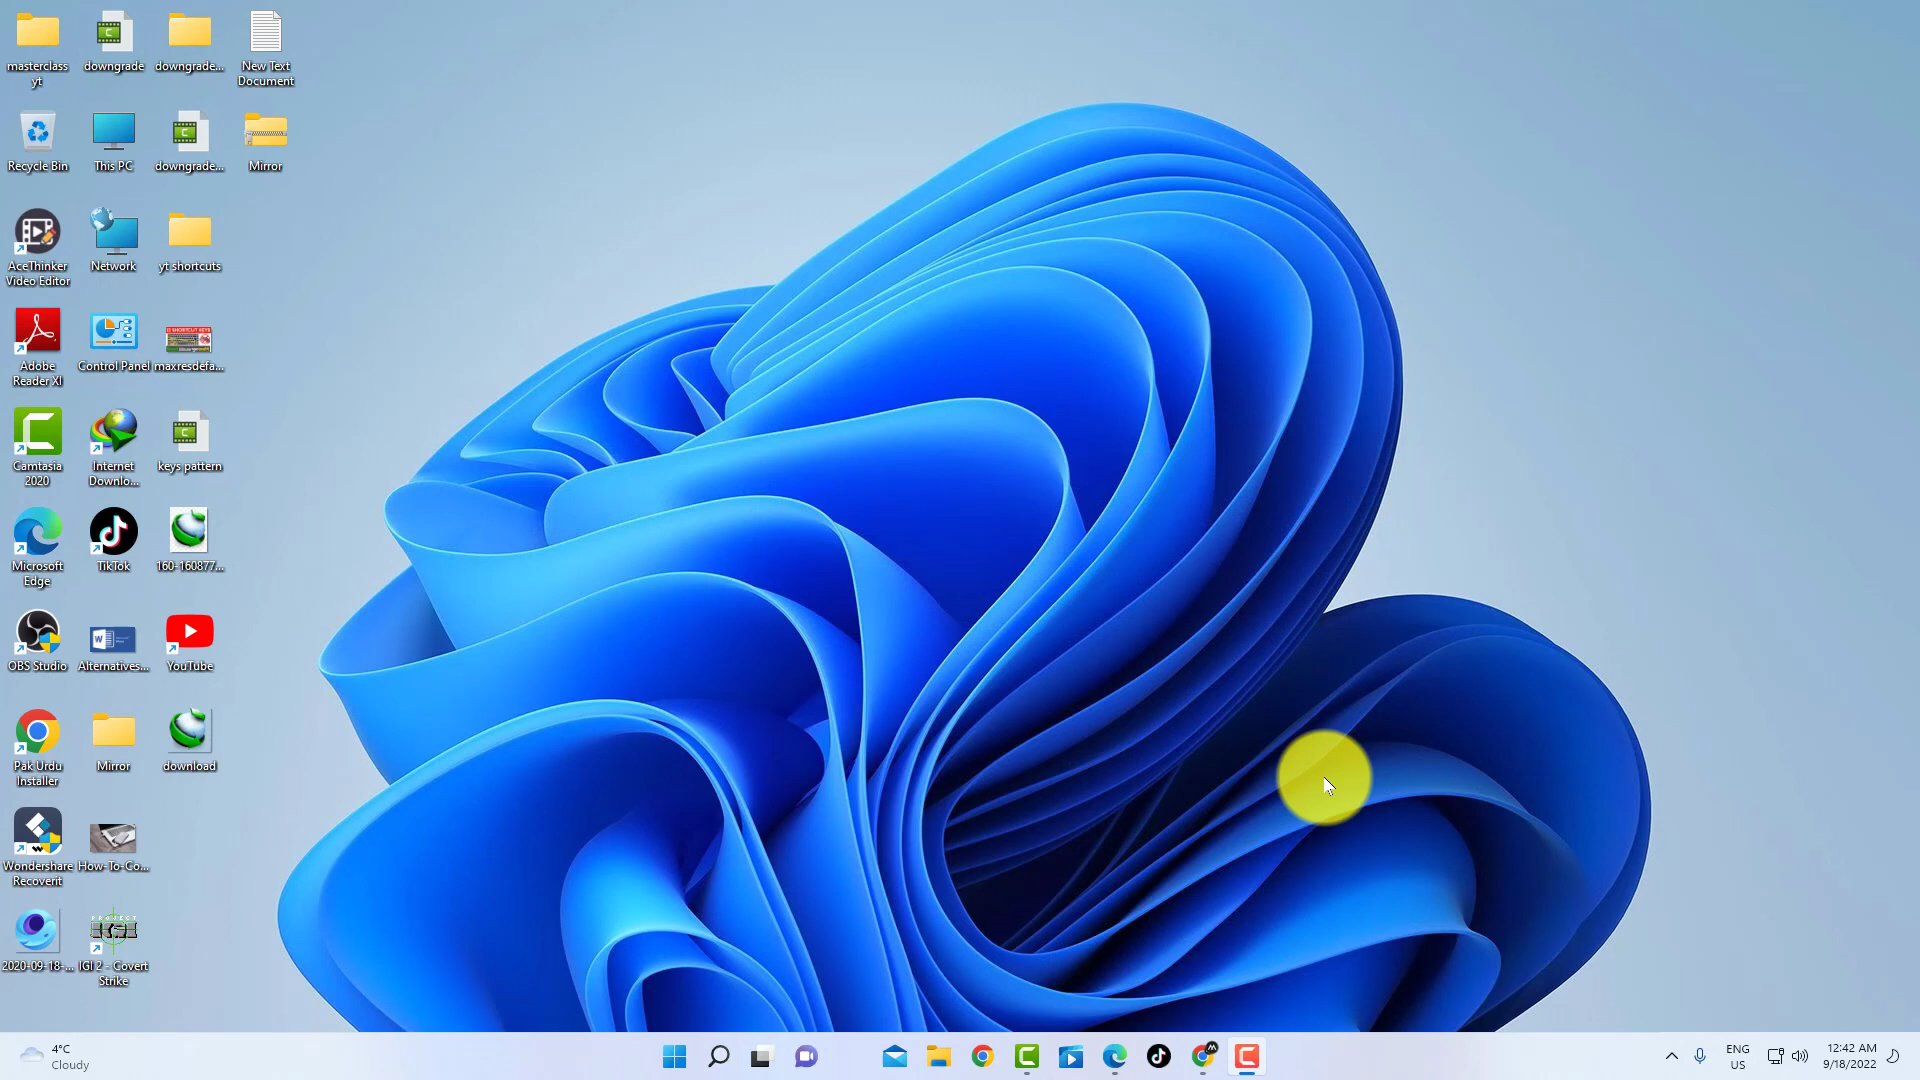 masterclass
yt
downgrade
downgrade...
New Text
Document
Recycle Bin
This PC
downgrade...
Mirror
AceThinker
Video Editor
Network
yt shortcuts
Adobe
Reader XI
Control Panel
maxresdefa...
Camtasia
2020
Internet
Downlo...
keys pattern
Microsoft
Edge
TikTok
160-160877...
OBS Studio
Alternatives...
YouTube
Pak Urdu
Installer
Mirror
download
Wondershare
Recoverit
How-To-Co...
2020-09-18-...
PROJECT
IGI
IGI 2 - Covert
Strike
4°C
Cloudy
ENG
US
12:42 AM
9/18/2022